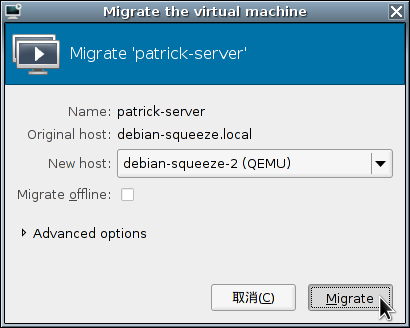 Migrate the virtual machine
Migrate 'patrick-server'
Name: patrick-server
Original host: debian-squeeze.local
New host: debian-squeeze-2 (QEMU)
Migrate offline:
Advanced options
取消(C) Migrate